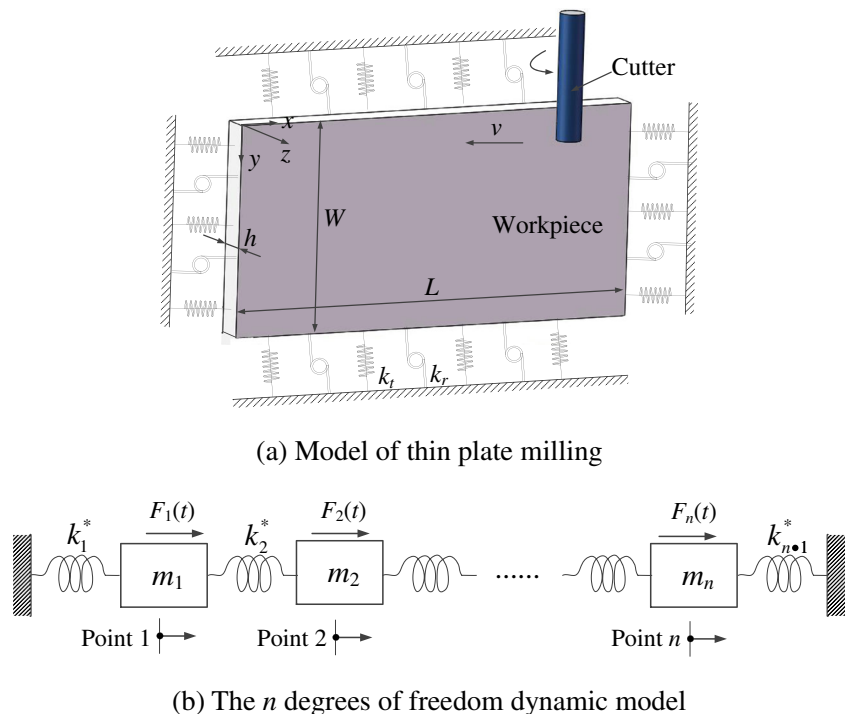 Cutter
x
v
y
z
W
Workpiece
h
L
k_t k_r
(a) Model of thin plate milling
F_1(t) F_2(t) F_n(t)
k_1^* k_2^* k_{n•1}^*
m_1 m_2 ...... m_n
Point 1 Point 2 Point n
(b) The n degrees of freedom dynamic model